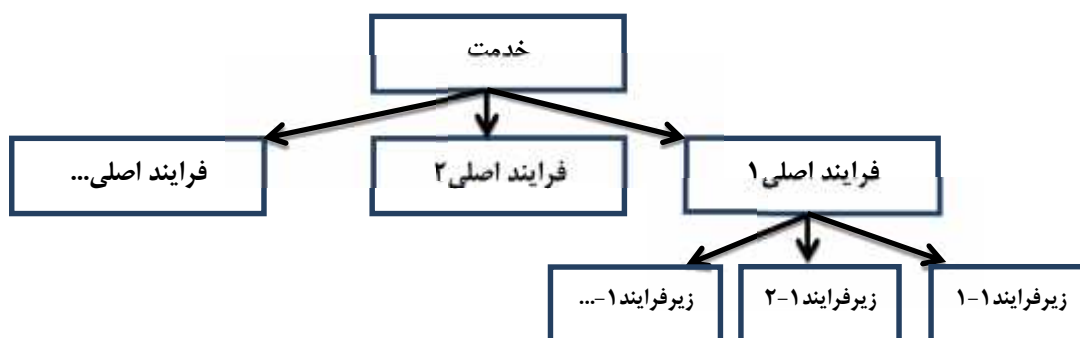 خدمت
فرایند اصلی۱
فرایند اصلی۲
فرایند اصلی...
زیرفرایند۱-۱
زیرفرایند۱-۲
زیرفرایند۱-...